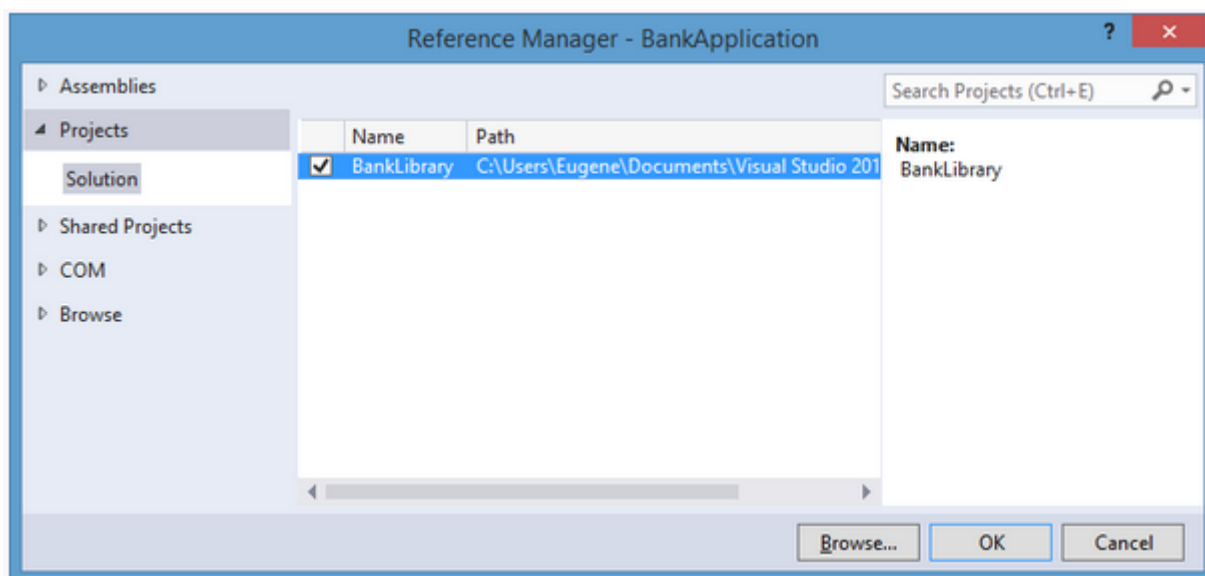 Reference Manager - BankApplication
?
Assemblies
Projects
Solution
Shared Projects
COM
Browse
Name Path
BankLibrary C:\Users\Eugene\Documents\Visual Studio 201
Search Projects (Ctrl+E)
Name:
BankLibrary
Browse... OK Cancel